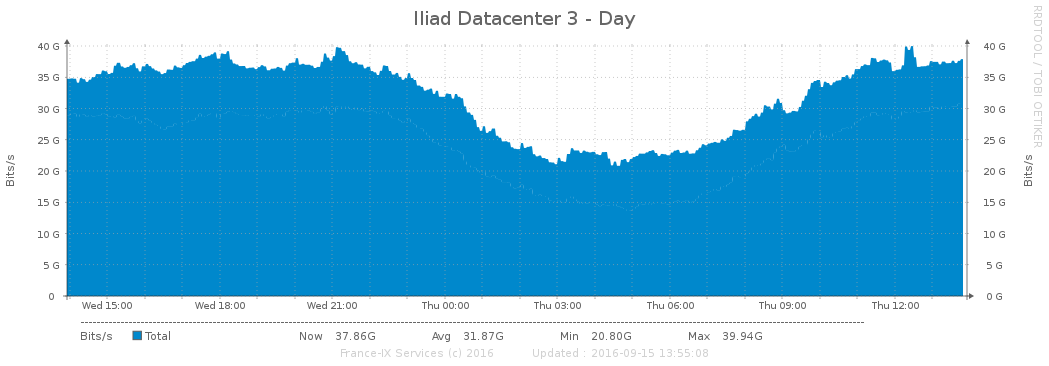 Iliad Datacenter 3 - Day
RRDTOOL / TOBI OETIKER
Bits/s
40 G 40 G
35 G 35 G
30 G 30 G
25 G 25 G
20 G 20 G
15 G 15 G
10 G 10 G
5 G 5 G
0 0 G
Bits/s
Wed 15:00 Wed 18:00 Wed 21:00 Thu 00:00 Thu 03:00 Thu 06:00 Thu 09:00 Thu 12:00
Bits/s Total Now 37.86G Avg 31.87G Min 20.80G Max 39.94G
France-IX Services (c) 2016 Updated : 2016-09-15 13:55:08